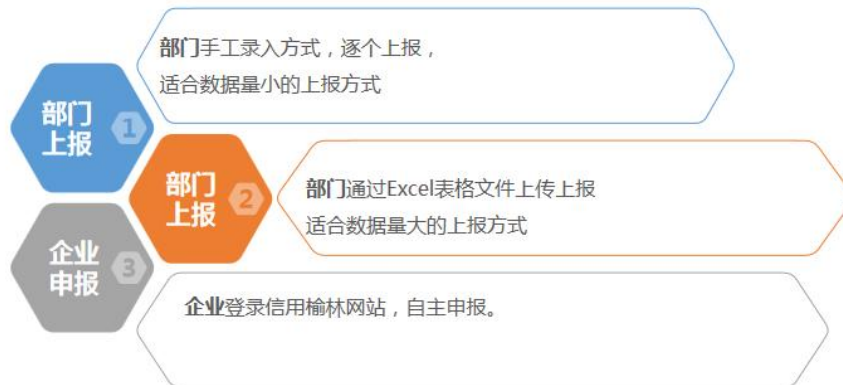 部门手工录入方式，逐个上报，
适合数据量小的上报方式
部门
上报
1
部门
上报
2
部门通过Excel表格文件上传上报
适合数据量大的上报方式
企业
申报
3
企业登录信用榆林网站，自主申报。